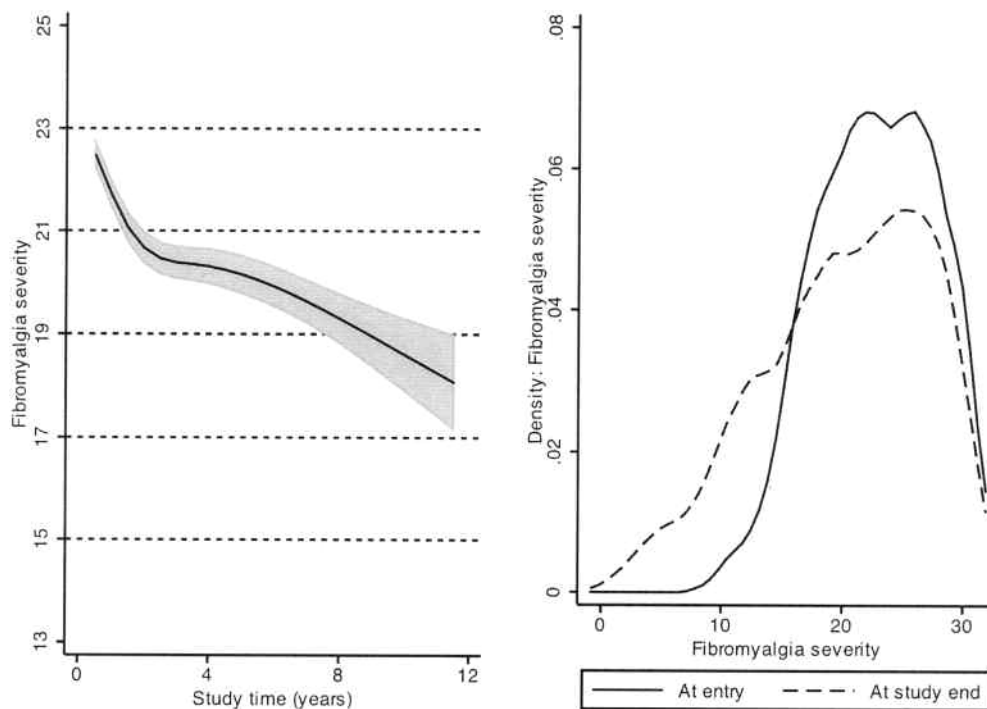 25
23
21
19
17
15
13
Fibromyalgia severity
0 4 8 12
Study time (years)
.08
.06
.04
.02
0
Density: Fibromyalgia severity
0 10 20 30
Fibromyalgia severity
At entry At study end